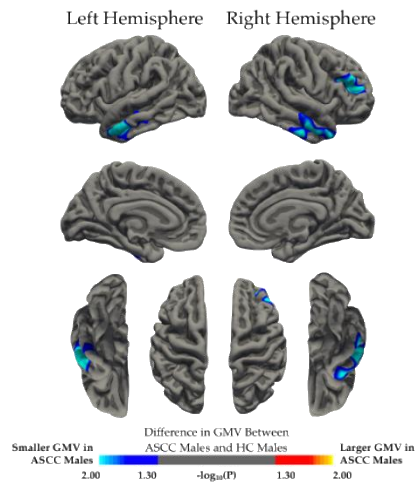 Left Hemisphere Right Hemisphere
Difference in GMV Between
Smaller GMV in ASCC Males and HC Males Larger GMV in
ASCC Males ASCC Males
2.00 1.30 -log10(P) 1.30 2.00